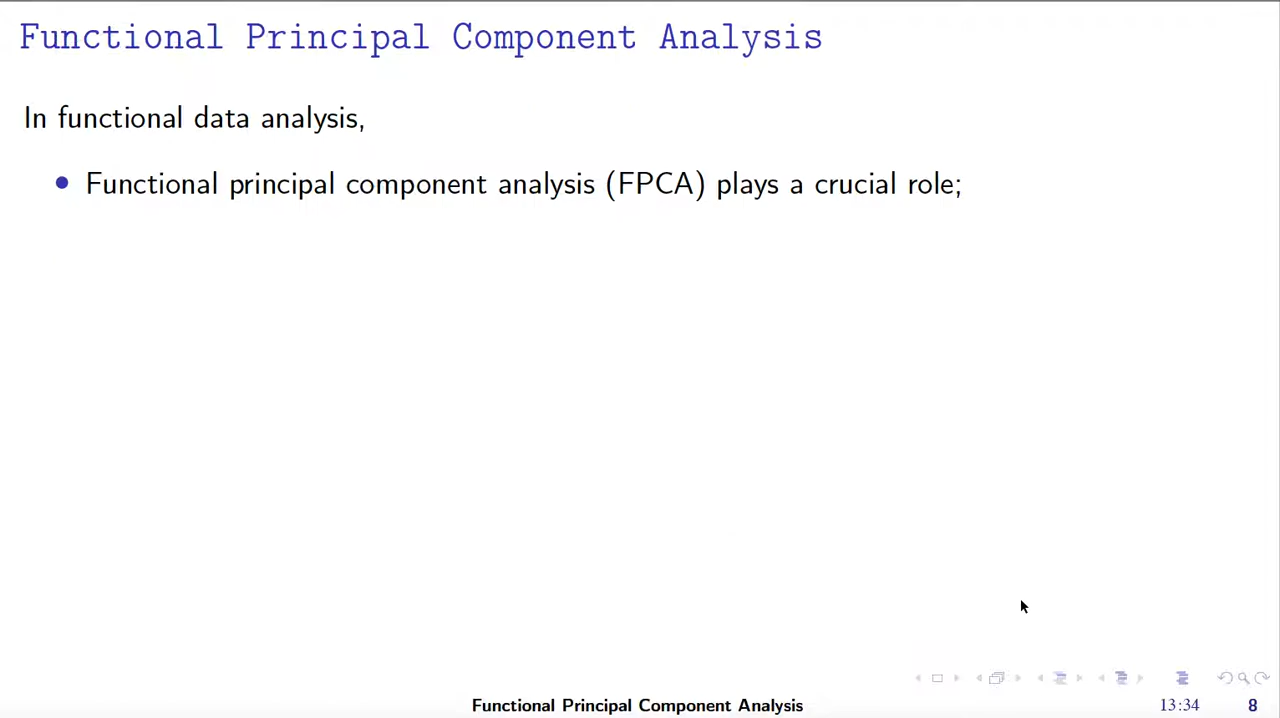 Functional Principal Component Analysis
In functional data analysis,
• Functional principal component analysis (FPCA) plays a crucial role;
Functional Principal Component Analysis 13:34 8